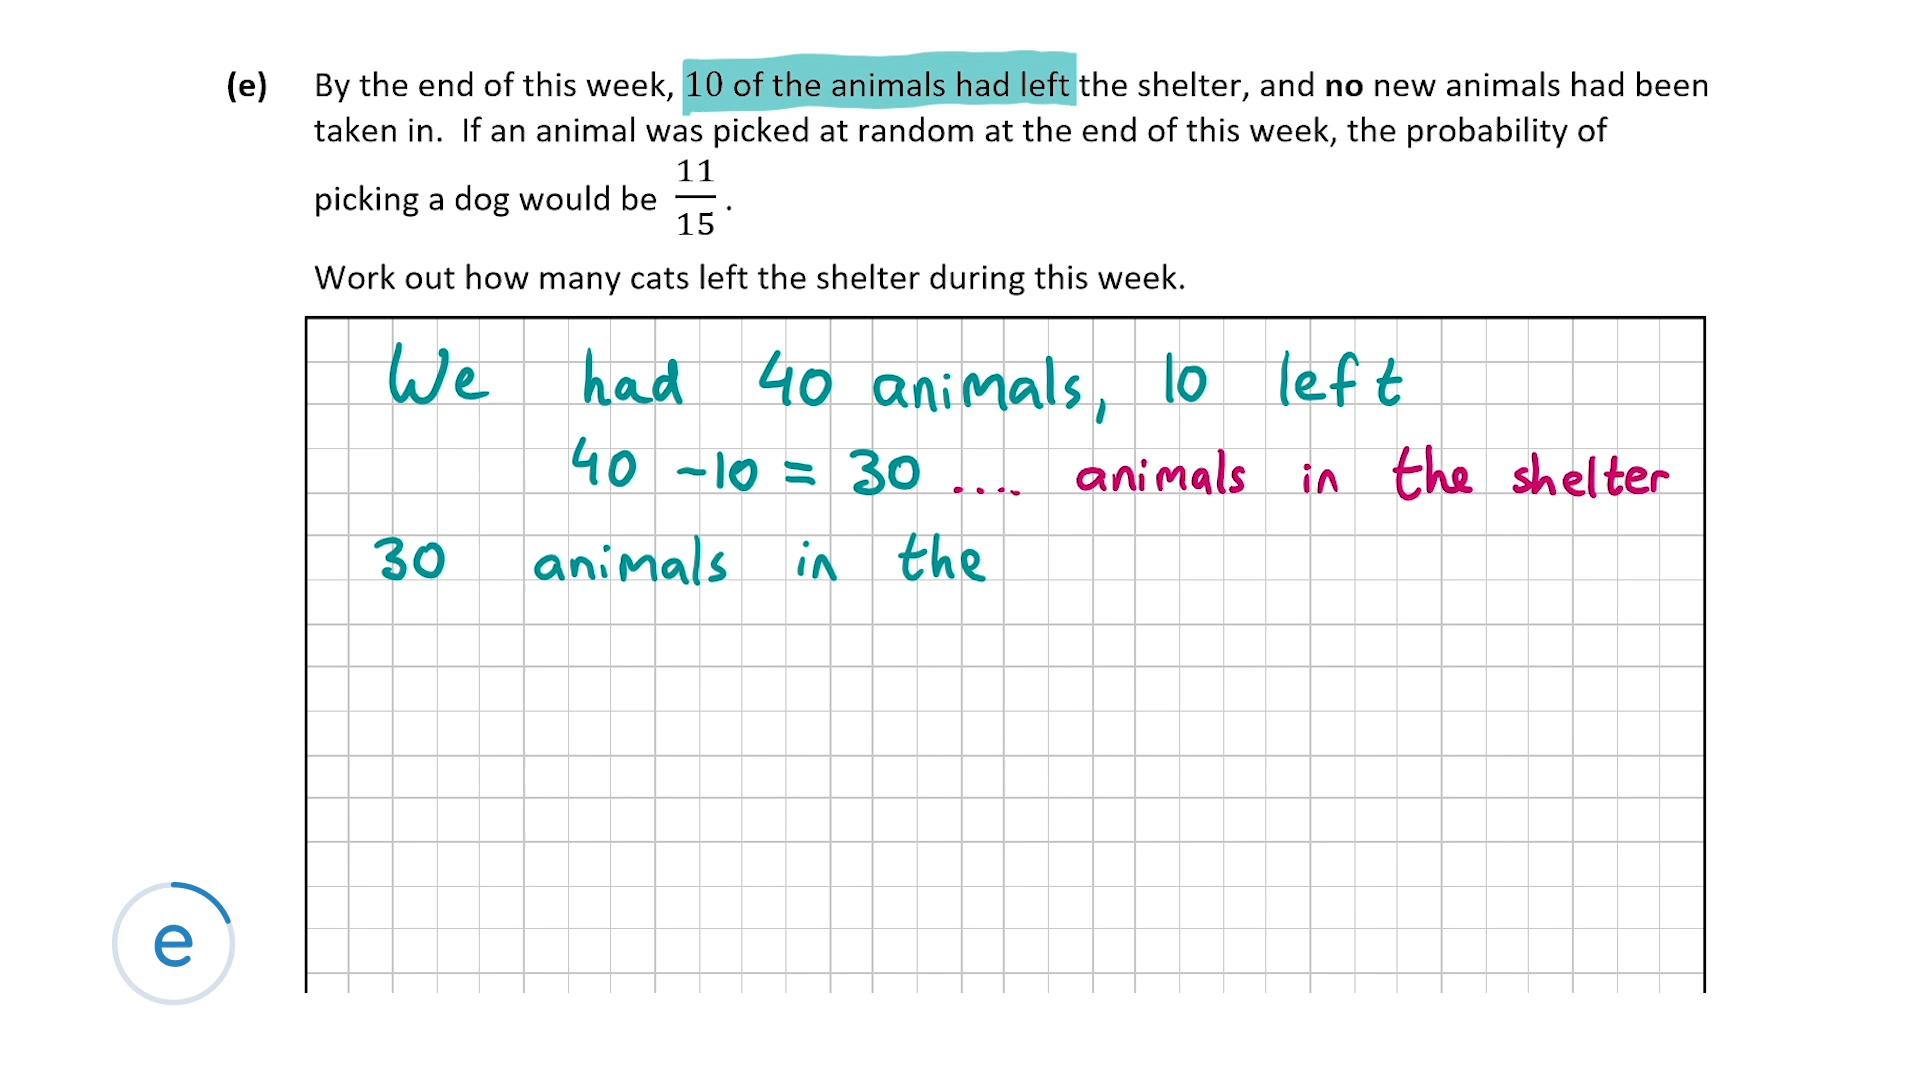 (e) By the end of this week, 10 of the animals had left the shelter, and no new animals had been
taken in. If an animal was picked at random at the end of this week, the probability of
picking a dog would be 11/15 .
Work out how many cats left the shelter during this week.
We had 40 animals, 10 left
40 - 10 = 30 .... animals in the shelter
30 animals in the
e